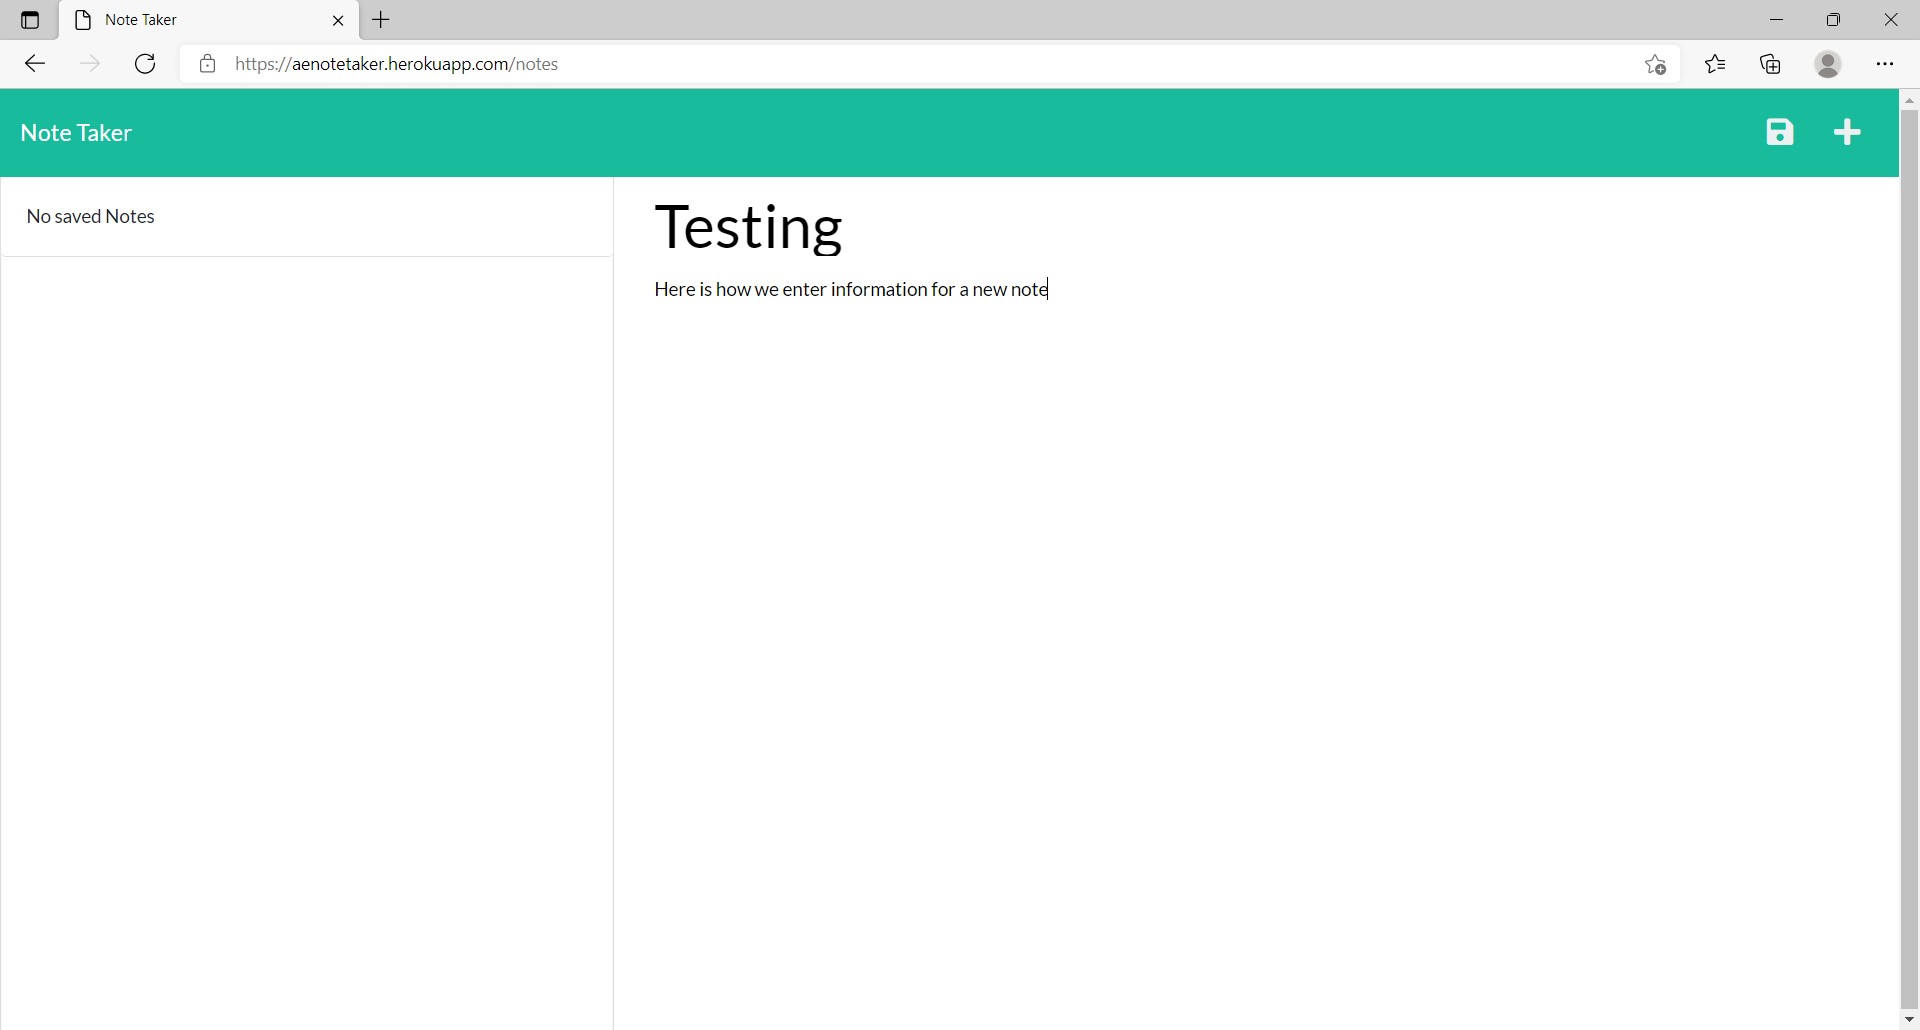 Note Taker
https://aenotetaker.herokuapp.com/notes
Note Taker
No saved Notes
Testing
Here is how we enter information for a new note